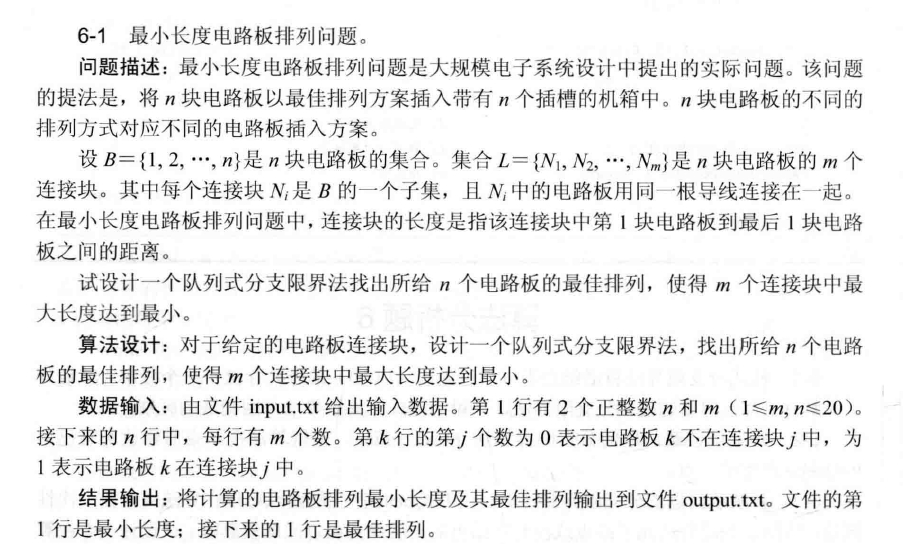 6-1 最小长度电路板排列问题。
问题描述：最小长度电路板排列问题是大规模电子系统设计中提出的实际问题。该问题
的提法是，将 n 块电路板以最佳排列方案插入带有 n 个插槽的机箱中。n 块电路板的不同的
排列方式对应不同的电路板插入方案。
设 B={1, 2, ⋯, n}是 n 块电路板的集合。集合 L={N₁, N₂, ⋯, Nₘ}是 n 块电路板的 m 个
连接块。其中每个连接块 Nᵢ是 B 的一个子集，且 Nᵢ中的电路板用同一根导线连接在一起。
在最小长度电路板排列问题中，连接块的长度是指该连接块中第 1 块电路板到最后 1 块电路
板之间的距离。
试设计一个队列式分支限界法找出所给 n 个电路板的最佳排列，使得 m 个连接块中最
大长度达到最小。
算法设计：对于给定的电路板连接块，设计一个队列式分支限界法，找出所给 n 个电路
板的最佳排列，使得 m 个连接块中最大长度达到最小。
数据输入：由文件 input.txt 给出输入数据。第 1 行有 2 个正整数 n 和 m（1≤m, n≤20）。
接下来的 n 行中，每行有 m 个数。第 k 行的第 j 个数为 0 表示电路板 k 不在连接块 j 中，为
1 表示电路板 k 在连接块 j 中。
结果输出：将计算的电路板排列最小长度及其最佳排列输出到文件 output.txt。文件的第
1 行是最小长度；接下来的 1 行是最佳排列。